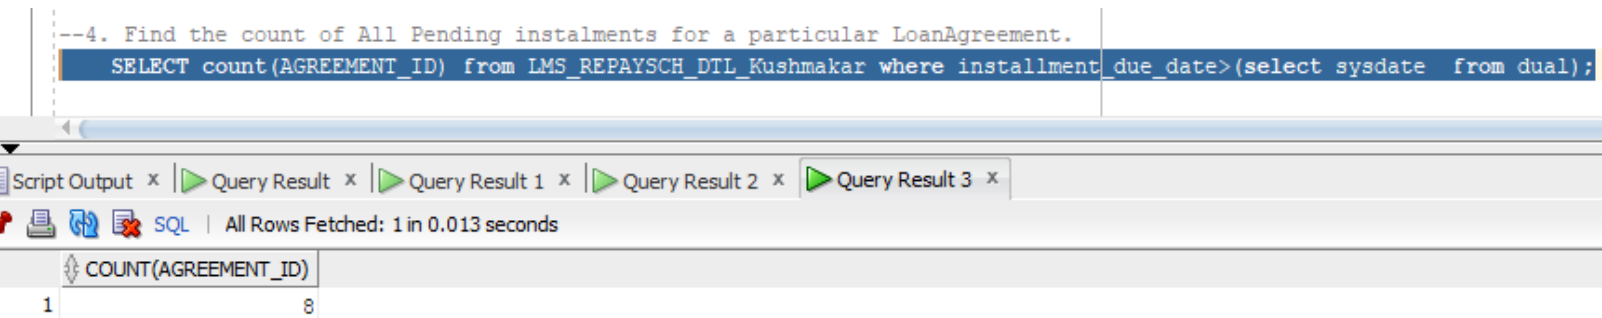 --4. Find the count of All Pending instalments for a particular LoanAgreement.
SELECT count(AGREEMENT_ID) from LMS_REPAYSCH_DTL_Kushmakar where installment_due_date>(select sysdate  from dual);
Script Output x Query Result x Query Result 1 x Query Result 2 x Query Result 3 x
SQL | All Rows Fetched: 1 in 0.013 seconds
COUNT(AGREEMENT_ID)
1 8